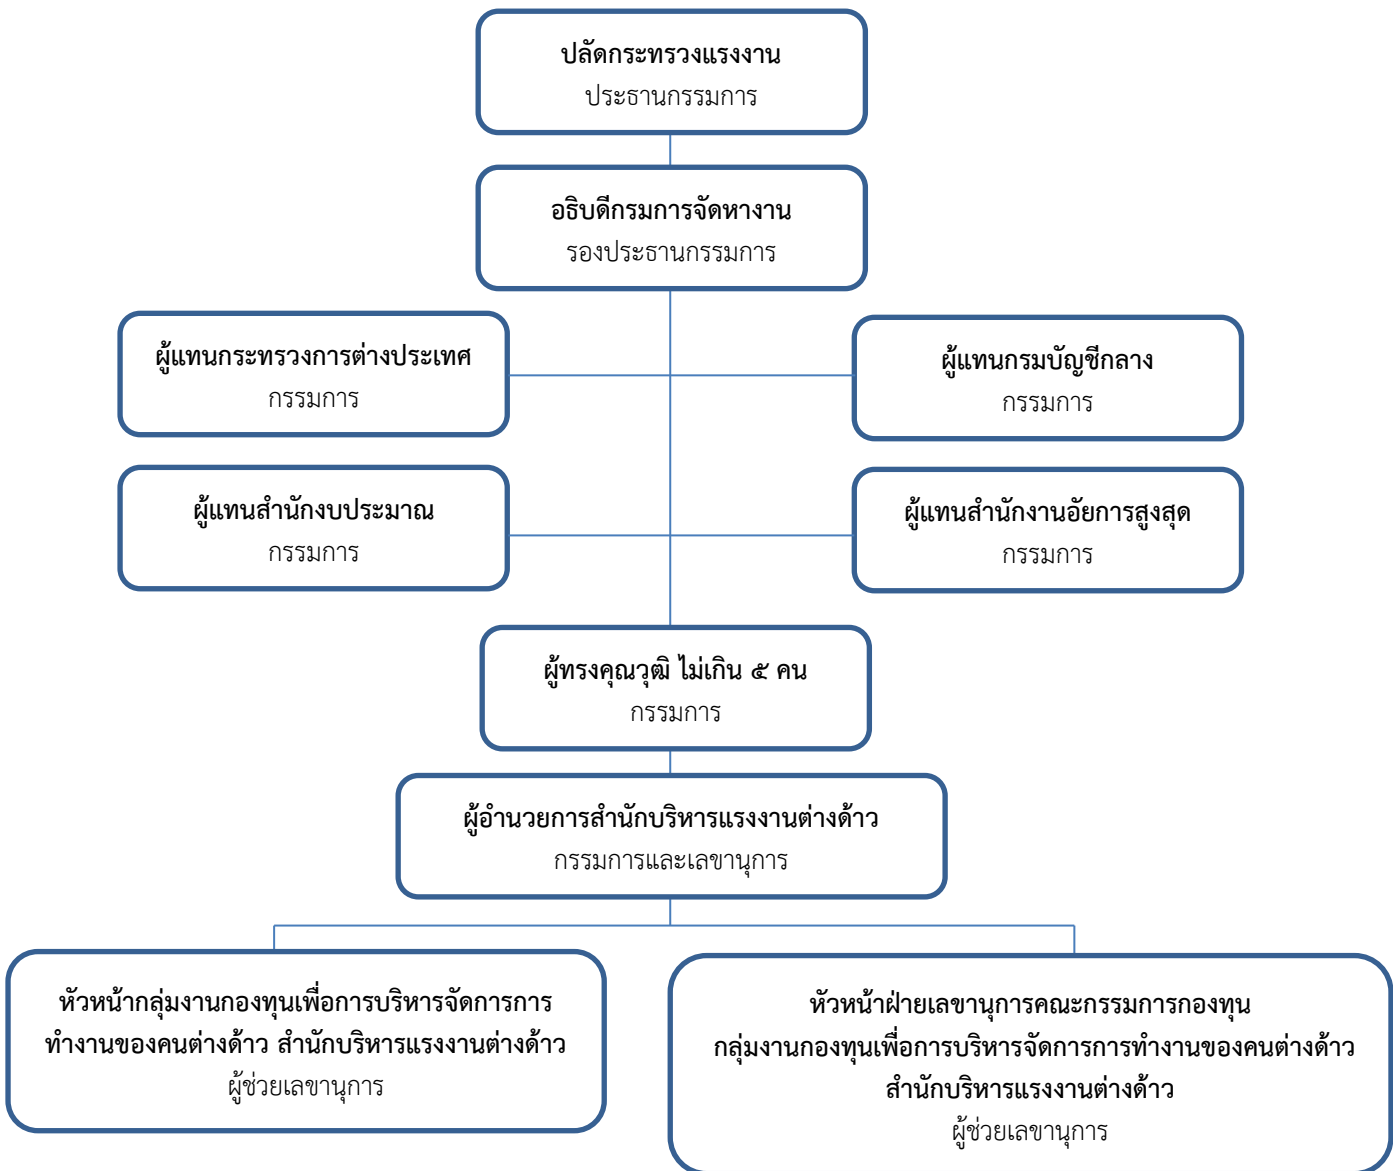 ปลัดกระทรวงแรงงาน
ประธานกรรมการ
อธิบดีกรมการจัดหางาน
รองประธานกรรมการ
ผู้แทนกระทรวงการต่างประเทศ
กรรมการ
ผู้แทนกรมบัญชีกลาง
กรรมการ
ผู้แทนสำนักงบประมาณ
กรรมการ
ผู้แทนสำนักงานอัยการสูงสุด
กรรมการ
ผู้ทรงคุณวุฒิ ไม่เกิน ๕ คน
กรรมการ
ผู้อำนวยการสำนักบริหารแรงงานต่างด้าว
กรรมการและเลขานุการ
หัวหน้ากลุ่มงานกองทุนเพื่อการบริหารจัดการการ
ทำงานของคนต่างด้าว สำนักบริหารแรงงานต่างด้าว
ผู้ช่วยเลขานุการ
หัวหน้าฝ่ายเลขานุการคณะกรรมการกองทุน
กลุ่มงานกองทุนเพื่อการบริหารจัดการการทำงานของคนต่างด้าว
สำนักบริหารแรงงานต่างด้าว
ผู้ช่วยเลขานุการ